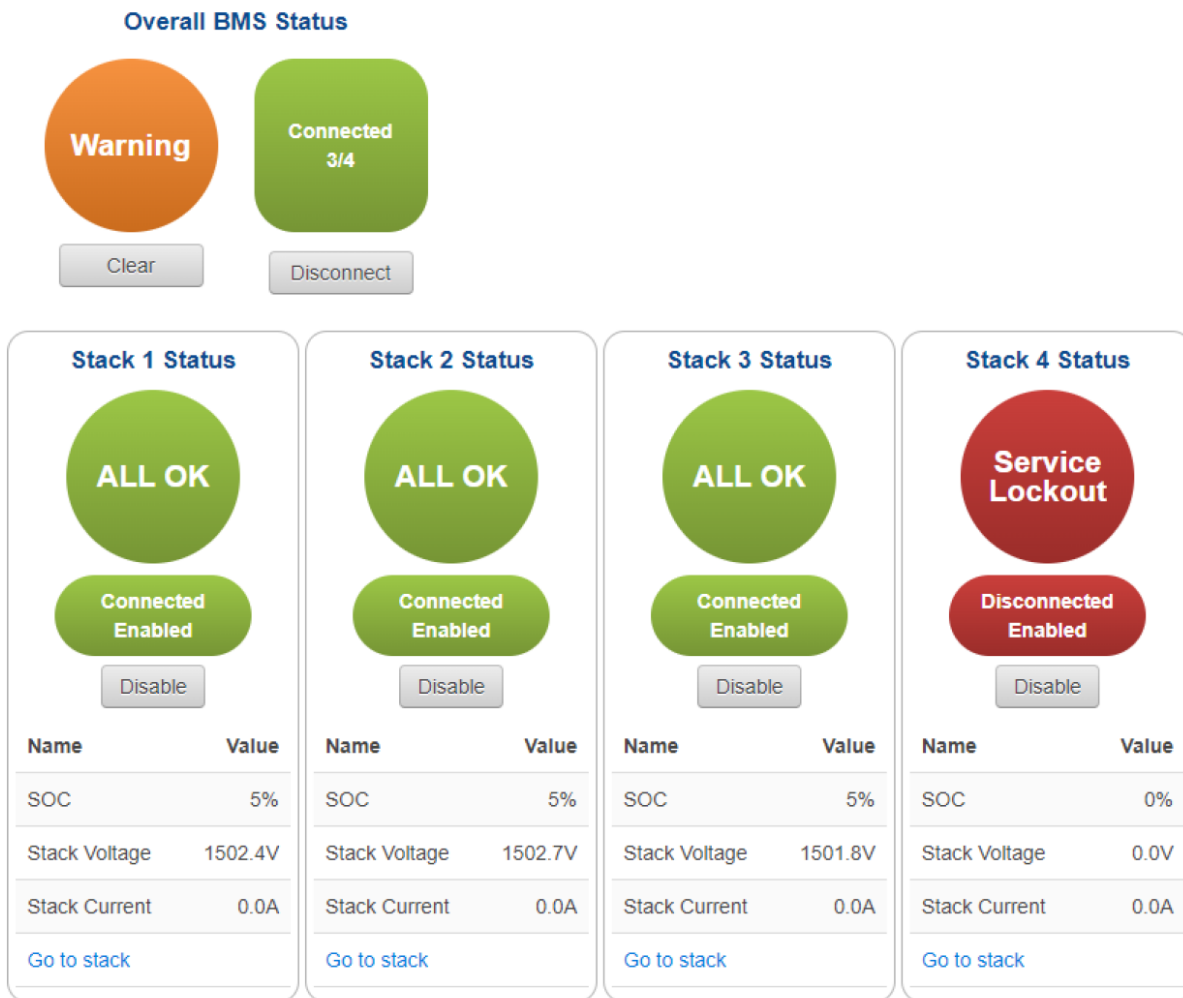 Overall BMS Status
Warning
Connected
3/4
Clear
Disconnect
Stack 1 Status
ALL OK
Connected
Enabled
Disable
Name Value
SOC 5%
Stack Voltage 1502.4V
Stack Current 0.0A
Go to stack
Stack 2 Status
ALL OK
Connected
Enabled
Disable
Name Value
SOC 5%
Stack Voltage 1502.7V
Stack Current 0.0A
Go to stack
Stack 3 Status
ALL OK
Connected
Enabled
Disable
Name Value
SOC 5%
Stack Voltage 1501.8V
Stack Current 0.0A
Go to stack
Stack 4 Status
Service
Lockout
Disconnected
Enabled
Disable
Name Value
SOC 0%
Stack Voltage 0.0V
Stack Current 0.0A
Go to stack